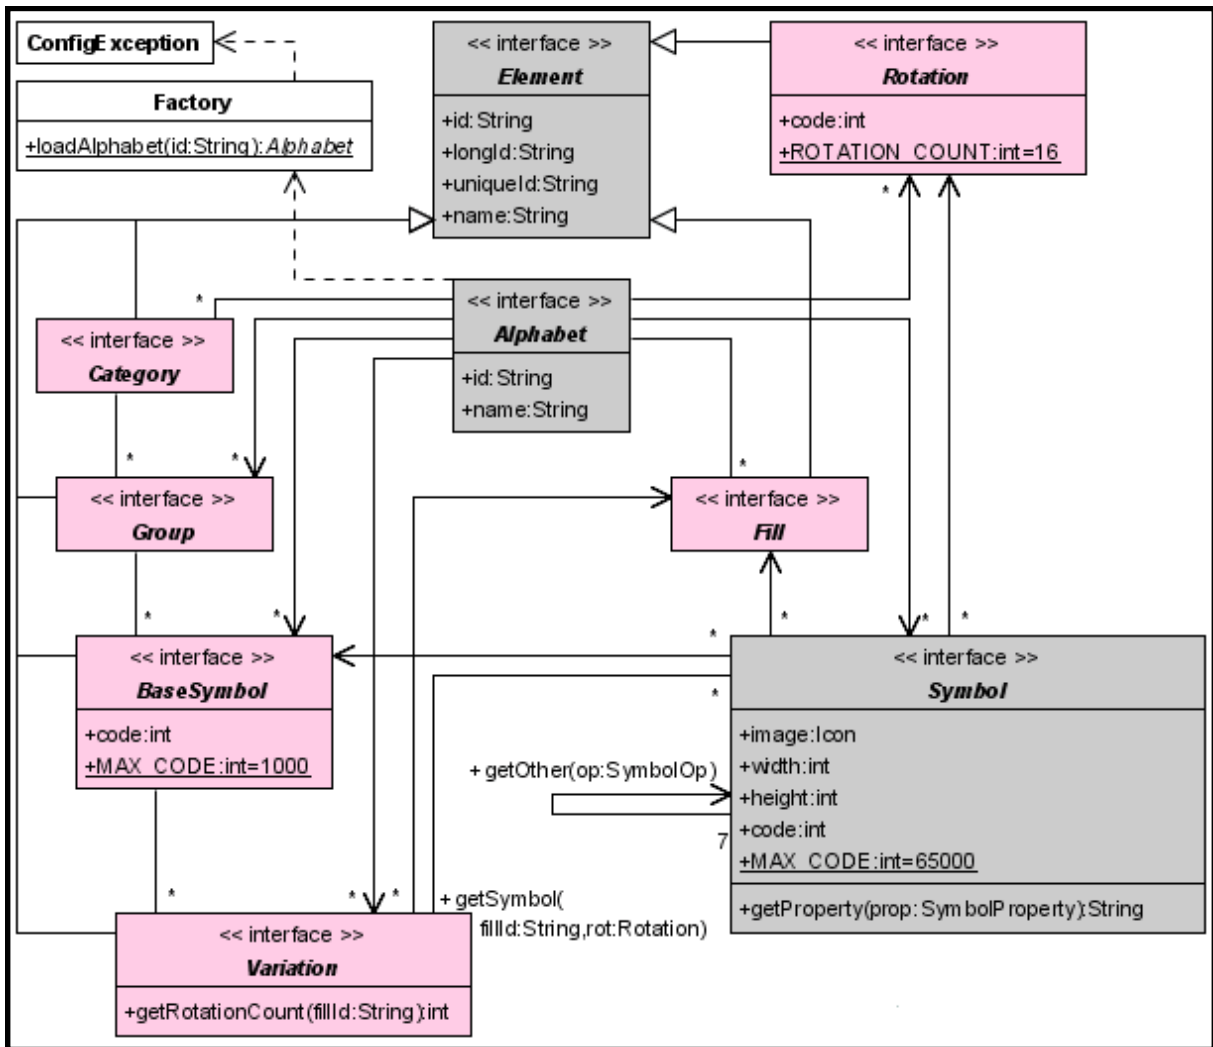 ConfigException
Factory
+loadAlphabet(id:String):Alphabet
<< interface >>
Element
+id:String
+longId:String
+uniqueId:String
+name:String
<< interface >>
Rotation
+code:int
+ROTATION_COUNT:int=16
*
*
<< interface >>
Category
<< interface >>
Alphabet
+id:String
+name:String
*
*
*
<< interface >>
Group
<< interface >>
Fill
*
*
*
*
*
*
<< interface >>
BaseSymbol
+code:int
+MAX_CODE:int=1000
*
<< interface >>
Symbol
+image:Icon
+width:int
+height:int
+code:int
+MAX_CODE:int=65000
+getProperty(prop:SymbolProperty):String
+ getOther(op:SymbolOp)
7
*
*
*
+ getSymbol(
fillId:String,rot:Rotation)
<< interface >>
Variation
+getRotationCount(fillId:String):int